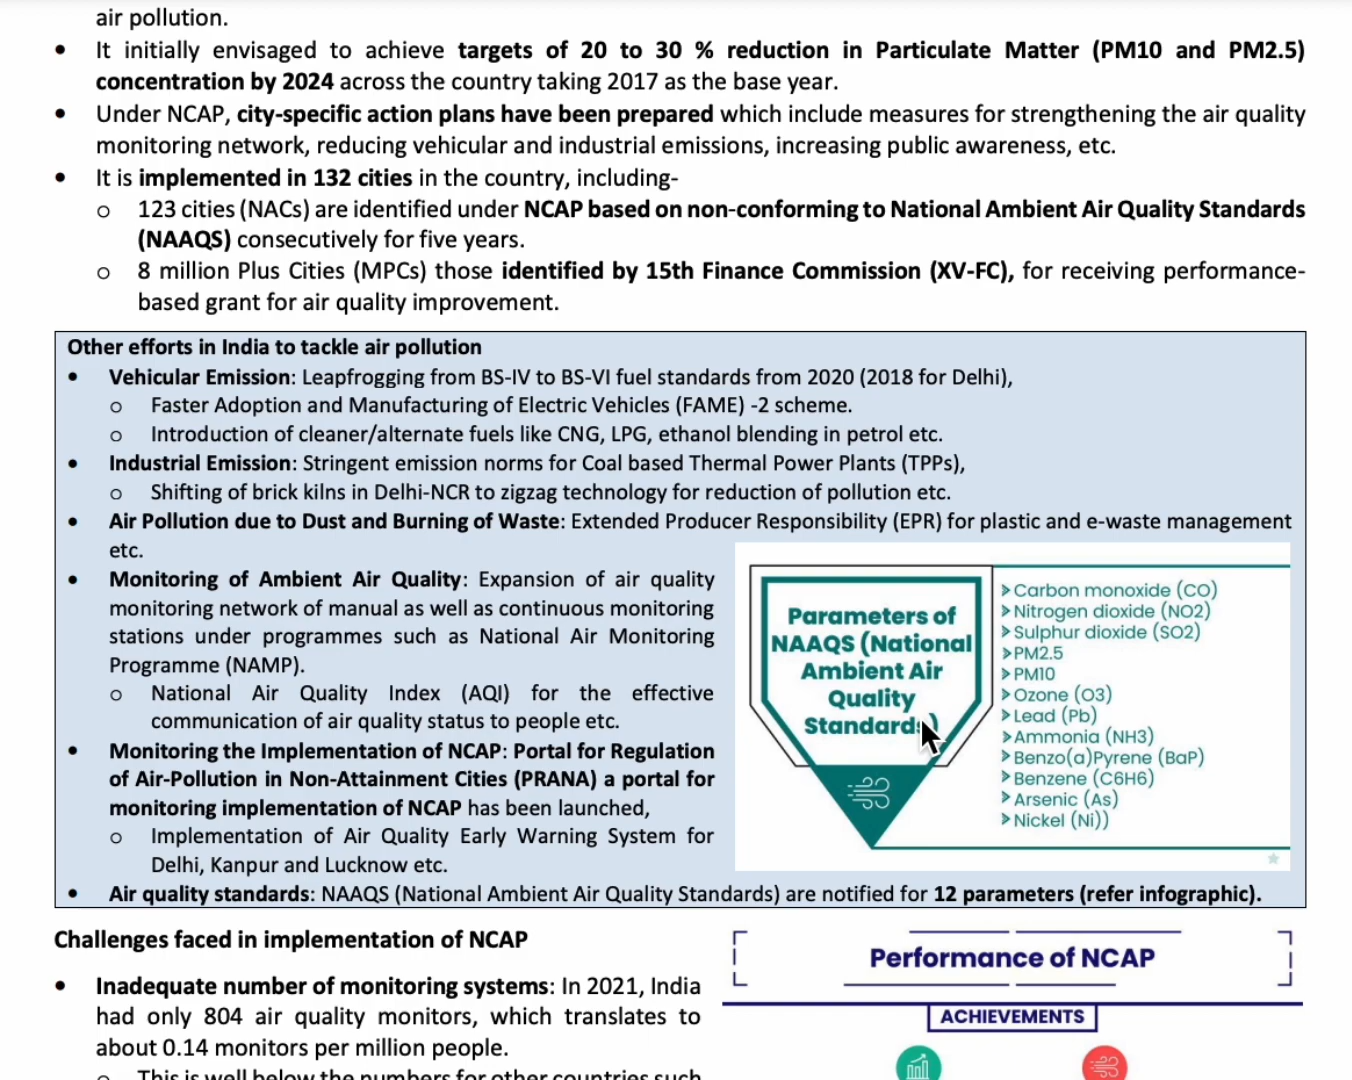 air pollution.
• It initially envisaged to achieve targets of 20 to 30 % reduction in Particulate Matter (PM10 and PM2.5)
concentration by 2024 across the country taking 2017 as the base year.
• Under NCAP, city-specific action plans have been prepared which include measures for strengthening the air quality
monitoring network, reducing vehicular and industrial emissions, increasing public awareness, etc.
• It is implemented in 132 cities in the country, including-
o 123 cities (NACs) are identified under NCAP based on non-conforming to National Ambient Air Quality Standards
(NAAQS) consecutively for five years.
o 8 million Plus Cities (MPCs) those identified by 15th Finance Commission (XV-FC), for receiving performance-
based grant for air quality improvement.
Other efforts in India to tackle air pollution
• Vehicular Emission: Leapfrogging from BS-IV to BS-VI fuel standards from 2020 (2018 for Delhi),
o Faster Adoption and Manufacturing of Electric Vehicles (FAME) -2 scheme.
o Introduction of cleaner/alternate fuels like CNG, LPG, ethanol blending in petrol etc.
• Industrial Emission: Stringent emission norms for Coal based Thermal Power Plants (TPPs),
o Shifting of brick kilns in Delhi-NCR to zigzag technology for reduction of pollution etc.
• Air Pollution due to Dust and Burning of Waste: Extended Producer Responsibility (EPR) for plastic and e-waste management
etc.
• Monitoring of Ambient Air Quality: Expansion of air quality
monitoring network of manual as well as continuous monitoring
stations under programmes such as National Air Monitoring
Programme (NAMP).
o National Air Quality Index (AQI) for the effective
communication of air quality status to people etc.
• Monitoring the Implementation of NCAP: Portal for Regulation
of Air-Pollution in Non-Attainment Cities (PRANA) a portal for
monitoring implementation of NCAP has been launched,
o Implementation of Air Quality Early Warning System for
Delhi, Kanpur and Lucknow etc.
Parameters of
NAAQS (National
Ambient Air
Quality
Standards)
Carbon monoxide (CO)
Nitrogen dioxide (NO2)
Sulphur dioxide (SO2)
PM2.5
PM10
Ozone (O3)
Lead (Pb)
Ammonia (NH3)
Benzo(a)Pyrene (BaP)
Benzene (C6H6)
Arsenic (As)
Nickel (Ni))
• Air quality standards: NAAQS (National Ambient Air Quality Standards) are notified for 12 parameters (refer infographic).
Challenges faced in implementation of NCAP
• Inadequate number of monitoring systems: In 2021, India
had only 804 air quality monitors, which translates to
about 0.14 monitors per million people.
o This is well below the numbers for other countries such
Performance of NCAP
ACHIEVEMENTS